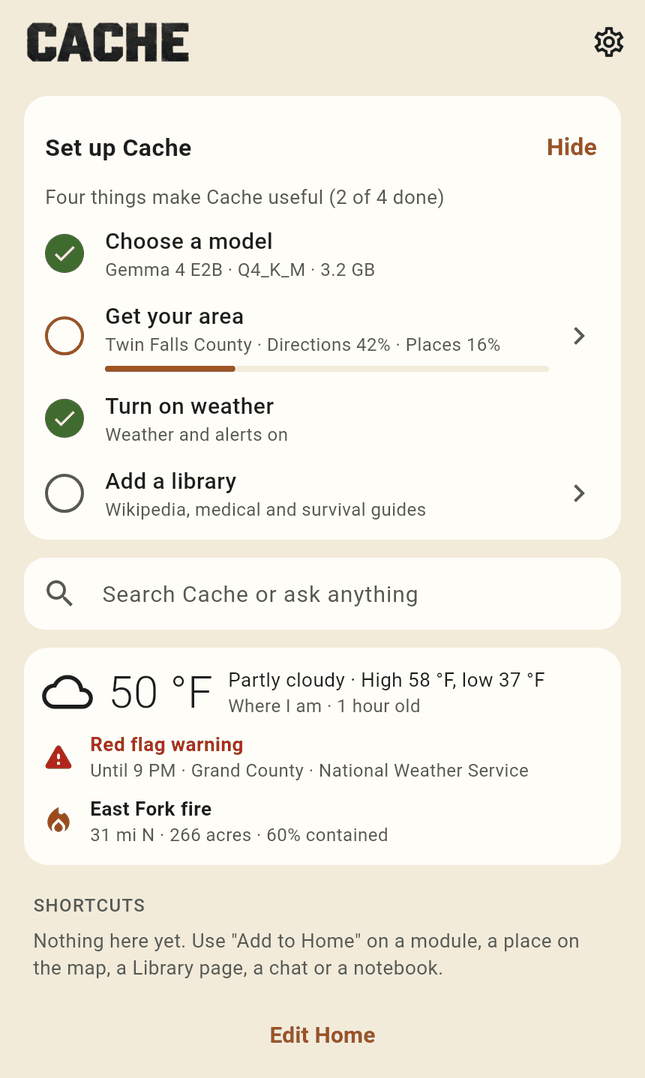 CACHE
Set up Cache
Hide
Four things make Cache useful (2 of 4 done)
Choose a model
Gemma 4 E2B · Q4_K_M · 3.2 GB
Get your area
Twin Falls County · Directions 42% · Places 16%
Turn on weather
Weather and alerts on
Add a library
Wikipedia, medical and survival guides
Search Cache or ask anything
50 °F
Partly cloudy · High 58 °F, low 37 °F
Where I am · 1 hour old
Red flag warning
Until 9 PM · Grand County · National Weather Service
East Fork fire
31 mi N · 266 acres · 60% contained
SHORTCUTS
Nothing here yet. Use "Add to Home" on a module, a place on
the map, a Library page, a chat or a notebook.
Edit Home